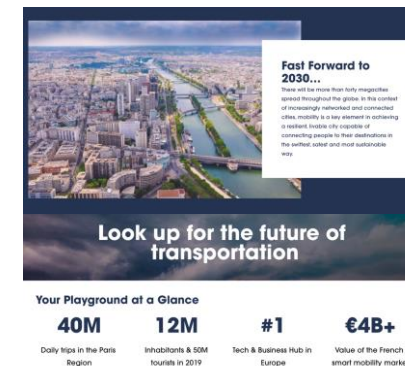 Fast Forward to
2030...
There will be more than forty megacities
spread throughout the globe. In this context
of increasingly networked and connected
cities, mobility is a key element in achieving
a resilient, livable city capable of
connecting people to their destinations in
the swiftest, safest and most sustainable
way.
Look up for the future of
transportation
Your Playground at a Glance
40M
12M
#1
€4B+
Daily trips in the Paris
Region
Inhabitants & 50M
tourists in 2019
Tech & Business Hub in
Europe
Value of the French
smart mobility marke